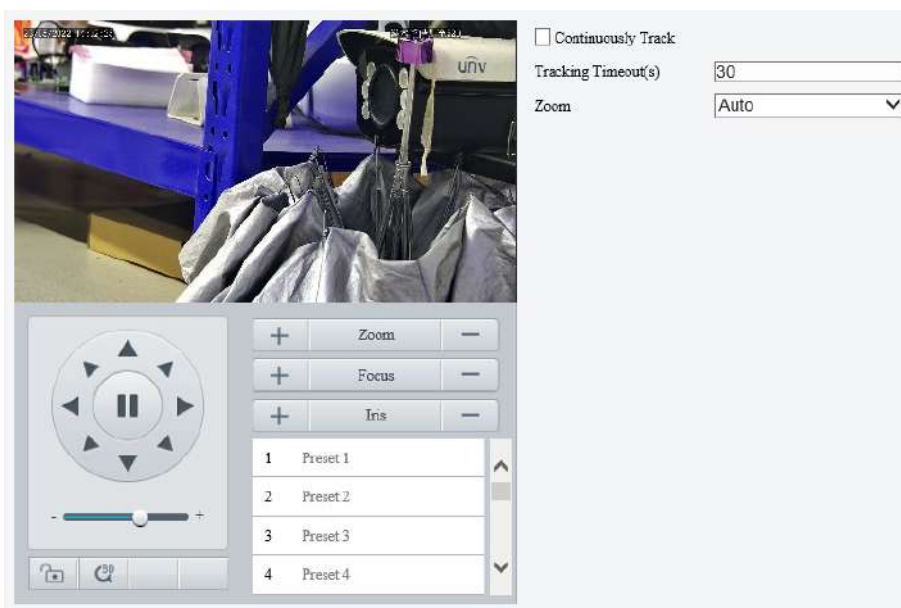 unv
Continuously Track
Tracking Timeout(s) 30
Zoom Auto
+ Zoom −
+ Focus −
+ Iris −
1 Preset 1
2 Preset 2
3 Preset 3
4 Preset 4
- +
3D